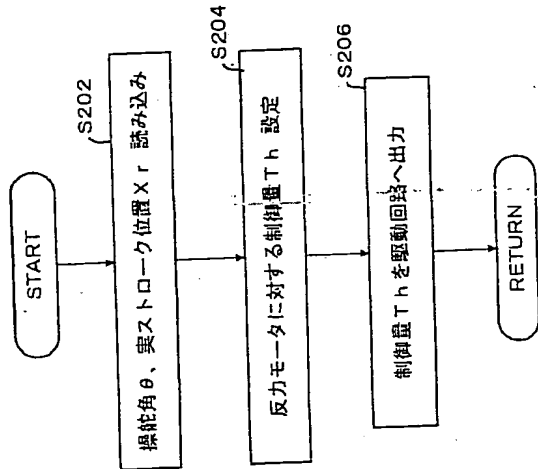 START
S202
操舵角θ、実ストローク位置Xr 読み込み
S204
反力モータに対する制御量Th 設定
S206
制御量Thを駆動回路へ出力
RETURN